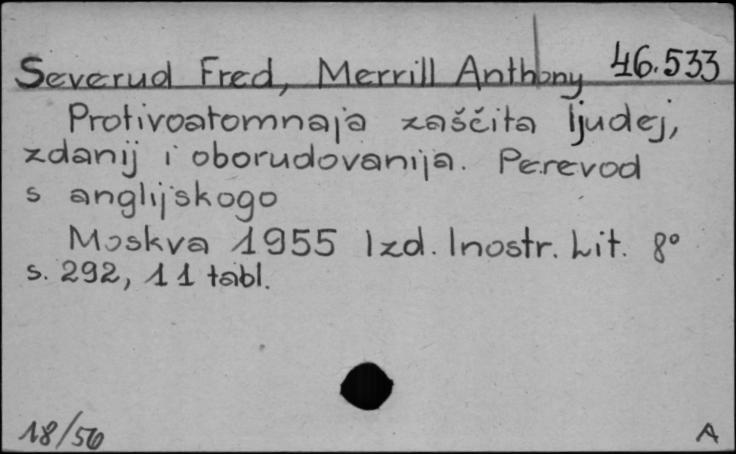 Severud Fred, Merrill Anthony 46.533
Protivoatomnaja zaščita ljudej,
zdanij i oborudovanija. Perevod
s anglijskogo
Moskva 1955 Izd. Inostr. Lit. 8°
s. 292, 11 tabl.
18/56 A